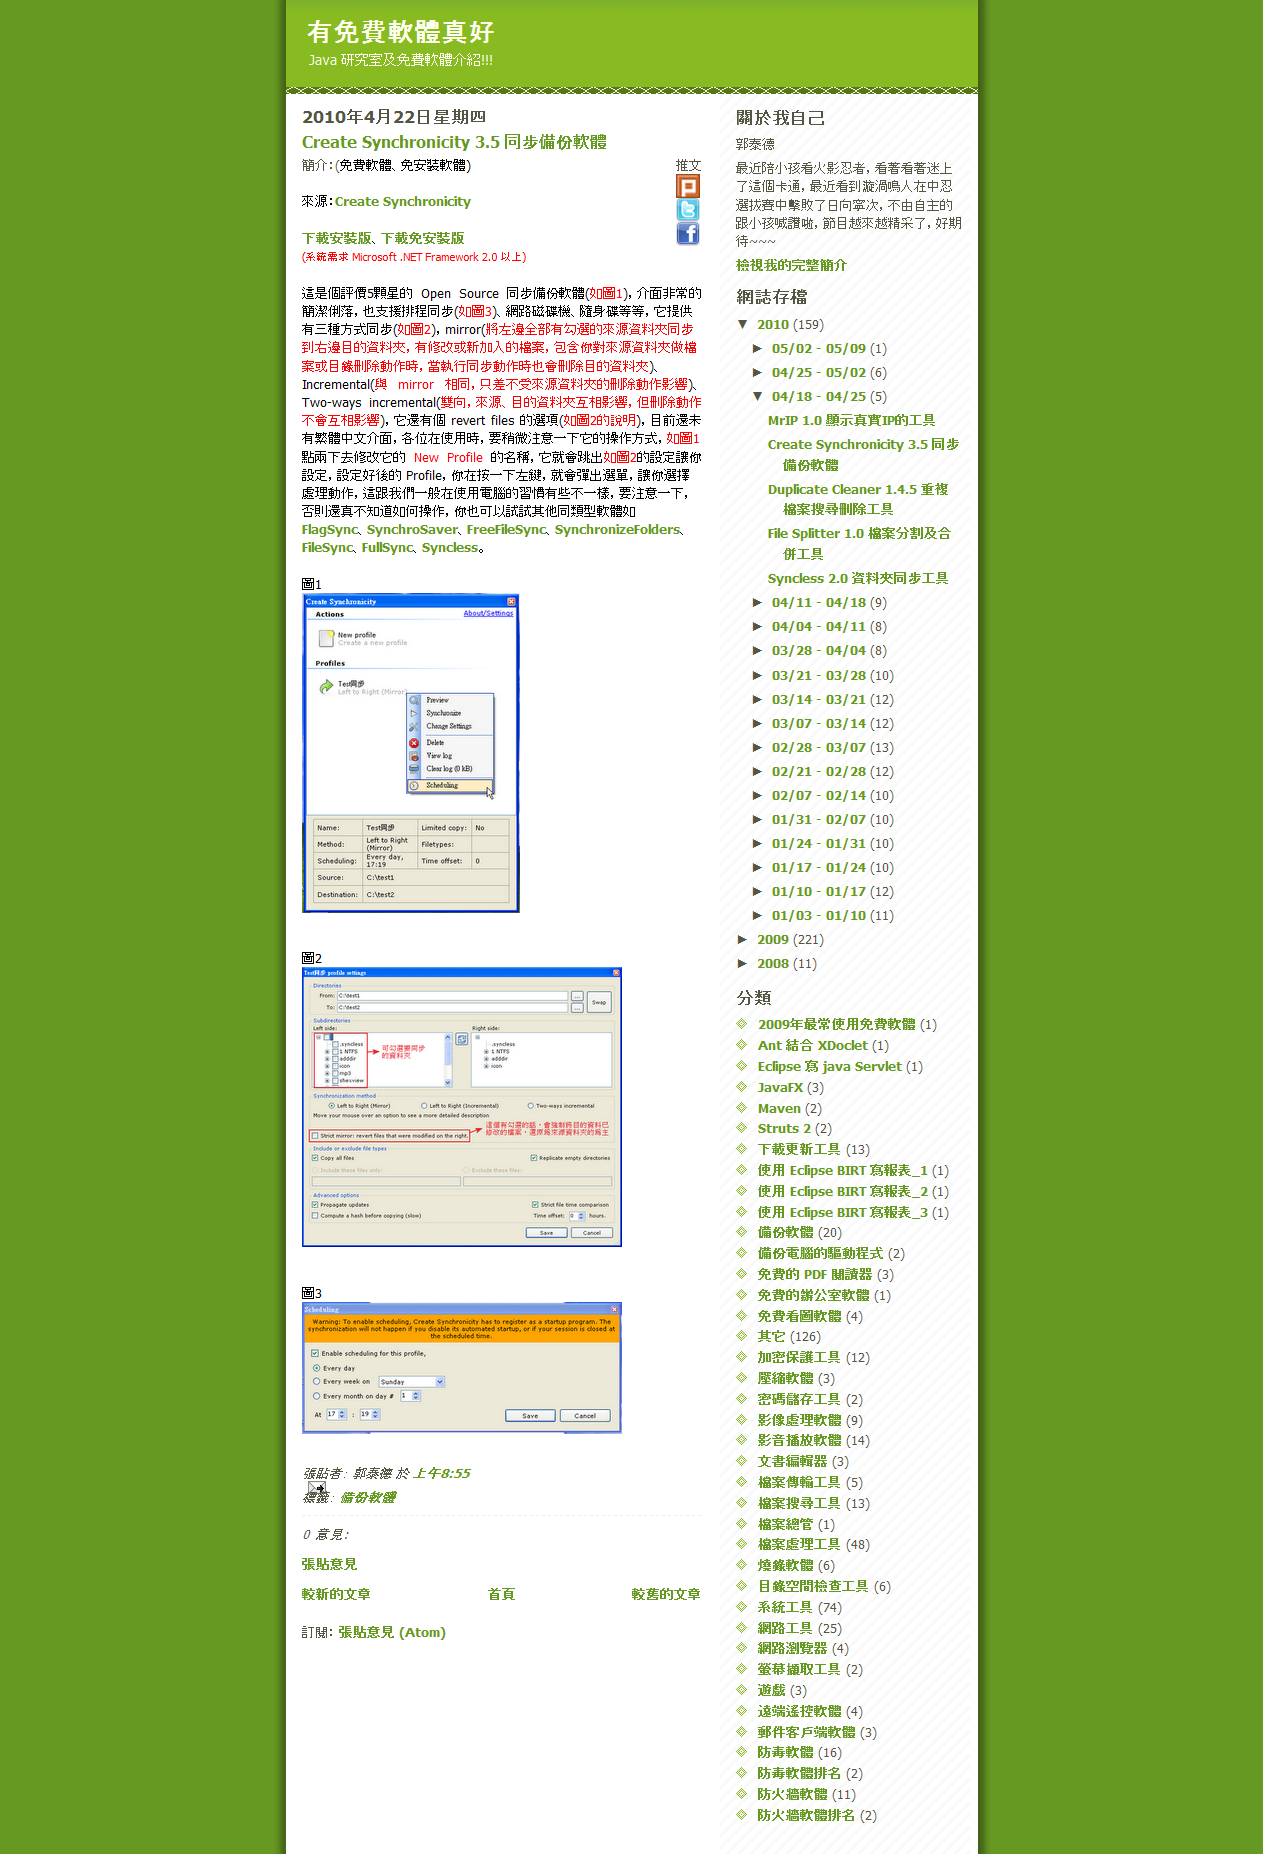 有免費軟體真好
Java 研究室及免費軟體介紹!!!
2010年4月22日星期四
Create Synchronicity 3.5 同步備份軟體
推文
簡介：(免費軟體、免安裝軟體)
來源：Create Synchronicity
下載安裝版、下載免安裝版
(系統需求 Microsoft .NET Framework 2.0 以上)
這是個評價5顆星的 Open Source 同步備份軟體(如圖1)，介面非常的
簡潔俐落，也支援排程同步(如圖3)、網路磁碟機、隨身碟等等，它提供
有三種方式同步(如圖2)，mirror(將左邊全部有勾選的來源資料夾同步
到右邊目的資料夾，有修改或新加入的檔案，包含你對來源資料夾做檔
案或目錄刪除動作時，當執行同步動作時也會刪除目的資料夾)、
Incremental(與 mirror 相同，只差不受來源資料夾的刪除動作影響)、
Two-ways incremental(雙向，來源、目的資料夾互相影響，但刪除動作
不會互相影響)，它還有個 revert files 的選項(如圖2的說明)，目前還未
有繁體中文介面，各位在使用時，要稍微注意一下它的操作方式，如圖1
點兩下去修改它的 New Profile 的名稱，它就會跳出如圖2的設定讓你
設定，設定好後的 Profile，你在按一下左鍵，就會彈出選單，讓你選擇
處理動作，這跟我們一般在使用電腦的習慣有些不一樣，要注意一下，
否則還真不知道如何操作，你也可以試試其他同類型軟體如
FlagSync、SynchroSaver、FreeFileSync、SynchronizeFolders、
FileSync、FullSync、Syncless。
圖1
Create Synchronicity
Actions
About/Settings
New profile
Create a new profile
Profiles
Test同步
Left to Right (Mirror)
Preview
Synchronize
Change Settings
Delete
View log
Clear log (0 kB)
Scheduling
Name: Test同步 Limited copy: No
Method: Left to Right (Mirror) Filetypes:
Scheduling: Every day, 17:19 Time offset: 0
Source: C:\test1
Destination: C:\test2
圖2
Test同步 profile settings
Directories
From: C:\test1 ...
To: C:\test2 ...
Swap
Subdirectories
Left side: Right side:
.syncless
1 NTFS
adddir
icon
mp3
shexview
可勾選要同步
的資料夾
.syncless
1 NTFS
adddir
icon
Synchronization method
Left to Right (Mirror) Left to Right (Incremental) Two-ways incremental
Move your mouse over an option to see a more detailed description
這個有勾選的話，會強制將目的資料已
修改的檔案，還原為來源資料夾的為主
Strict mirror: revert files that were modified on the right.
Include or exclude file types
Copy all files Replicate empty directories
Include these files only: Exclude these files:
Advanced options
Propagate updates Strict file time comparison
Compute a hash before copying (slow) Time offset: 0 hours.
Save Cancel
圖3
Scheduling
Warning: To enable scheduling, Create Synchronicity has to register as a startup program. The
synchronization will not happen if you disable its automated startup, or if your session is closed at
the scheduled time.
Enable scheduling for this profile,
Every day
Every week on Sunday
Every month on day # 1
At 17 : 19
Save Cancel
張貼者： 郭泰德 於 上午8:55
標籤： 備份軟體
0 意見：
張貼意見
較新的文章 首頁 較舊的文章
訂閱： 張貼意見 (Atom)
關於我自己
郭泰德
最近陪小孩看火影忍者，看著看著迷上
了這個卡通，最近看到漩渦鳴人在中忍
選拔賽中擊敗了日向寧次，不由自主的
跟小孩喊讚啦，節目越來越精采了，好期
待~~~
檢視我的完整簡介
網誌存檔
▼ 2010 (159)
► 05/02 - 05/09 (1)
► 04/25 - 05/02 (6)
▼ 04/18 - 04/25 (5)
MrIP 1.0 顯示真實IP的工具
Create Synchronicity 3.5 同步
備份軟體
Duplicate Cleaner 1.4.5 重複
檔案搜尋刪除工具
File Splitter 1.0 檔案分割及合
併工具
Syncless 2.0 資料夾同步工具
► 04/11 - 04/18 (9)
► 04/04 - 04/11 (8)
► 03/28 - 04/04 (8)
► 03/21 - 03/28 (10)
► 03/14 - 03/21 (12)
► 03/07 - 03/14 (12)
► 02/28 - 03/07 (13)
► 02/21 - 02/28 (12)
► 02/07 - 02/14 (10)
► 01/31 - 02/07 (10)
► 01/24 - 01/31 (10)
► 01/17 - 01/24 (10)
► 01/10 - 01/17 (12)
► 01/03 - 01/10 (11)
► 2009 (221)
► 2008 (11)
分類
2009年最常使用免費軟體 (1)
Ant 結合 XDoclet (1)
Eclipse 寫 java Servlet (1)
JavaFX (3)
Maven (2)
Struts 2 (2)
下載更新工具 (13)
使用 Eclipse BIRT 寫報表_1 (1)
使用 Eclipse BIRT 寫報表_2 (1)
使用 Eclipse BIRT 寫報表_3 (1)
備份軟體 (20)
備份電腦的驅動程式 (2)
免費的 PDF 閱讀器 (3)
免費的辦公室軟體 (1)
免費看圖軟體 (4)
其它 (126)
加密保護工具 (12)
壓縮軟體 (3)
密碼儲存工具 (2)
影像處理軟體 (9)
影音播放軟體 (14)
文書編輯器 (3)
檔案傳輸工具 (5)
檔案搜尋工具 (13)
檔案總管 (1)
檔案處理工具 (48)
燒錄軟體 (6)
目錄空間檢查工具 (6)
系統工具 (74)
網路工具 (25)
網路瀏覽器 (4)
螢幕擷取工具 (2)
遊戲 (3)
遠端遙控軟體 (4)
郵件客戶端軟體 (3)
防毒軟體 (16)
防毒軟體排名 (2)
防火牆軟體 (11)
防火牆軟體排名 (2)